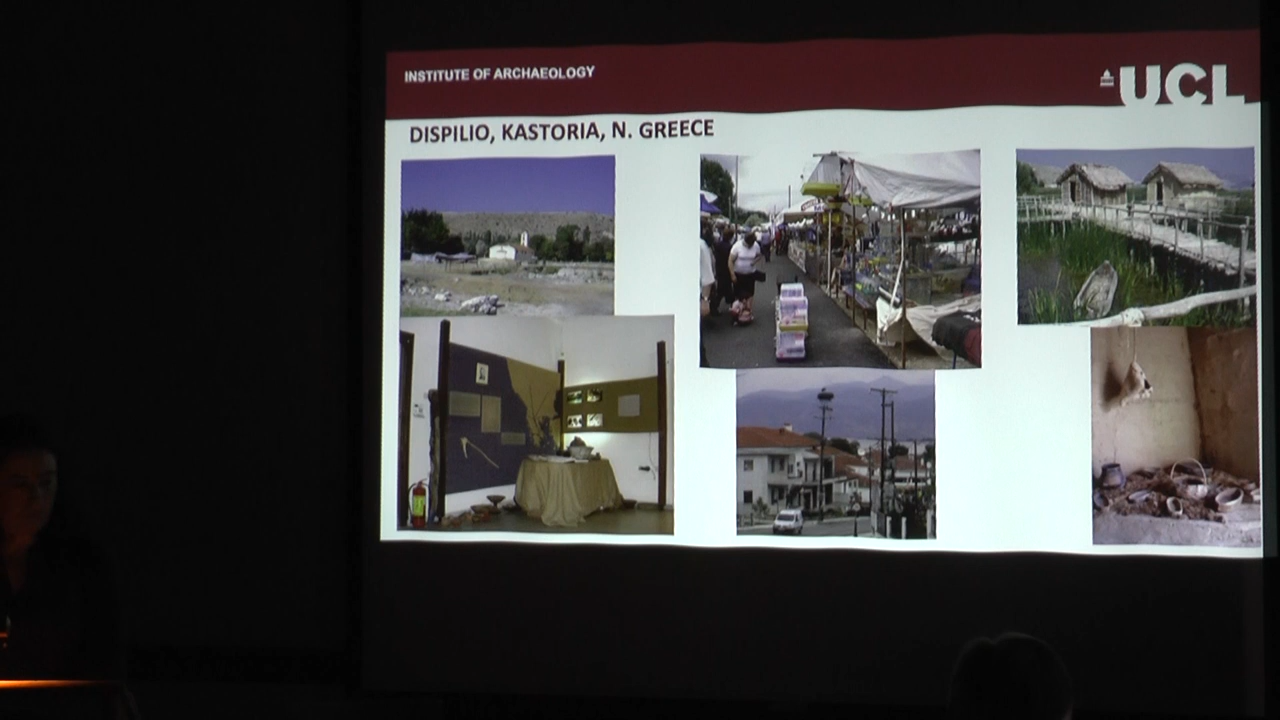 INSTITUTE OF ARCHAEOLOGY
UCL
DISPILIO, KASTORIA, N. GREECE